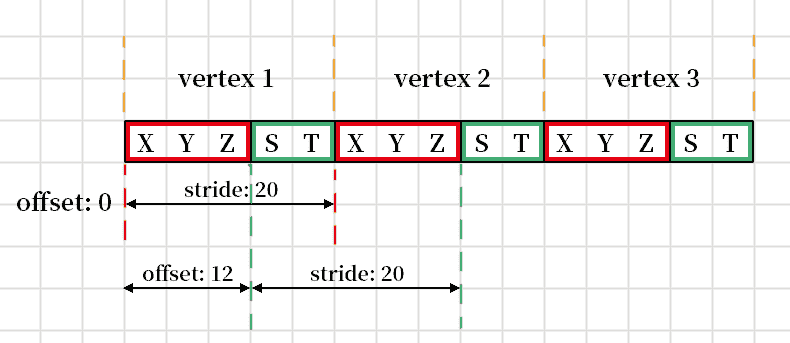 vertex 1 vertex 2 vertex 3
X Y Z S T X Y Z S T X Y Z S T
offset: 0 stride: 20
offset: 12 stride: 20